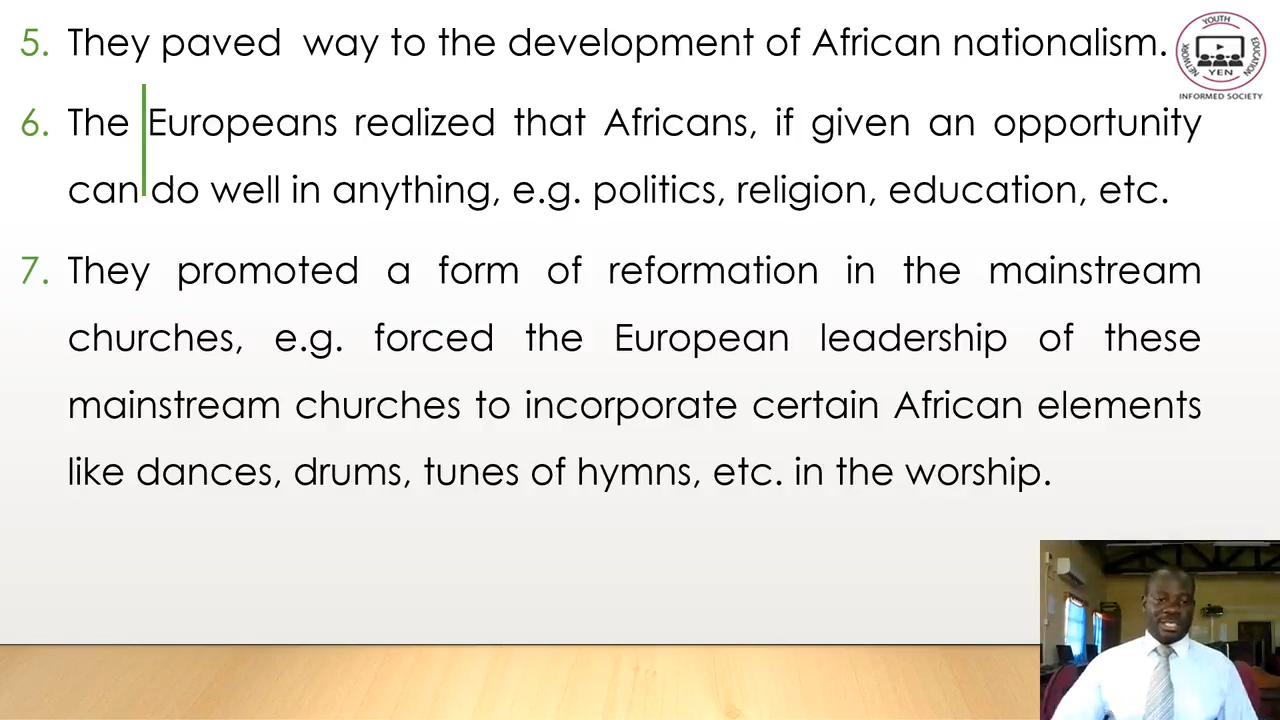 5. They paved way to the development of African nationalism.
6. The Europeans realized that Africans, if given an opportunity
can do well in anything, e.g. politics, religion, education, etc.
7. They promoted a form of reformation in the mainstream
churches, e.g. forced the European leadership of these
mainstream churches to incorporate certain African elements
like dances, drums, tunes of hymns, etc. in the worship.
YOUTH
EDUCATION
NETWORK
YEN
INFORMED SOCIETY